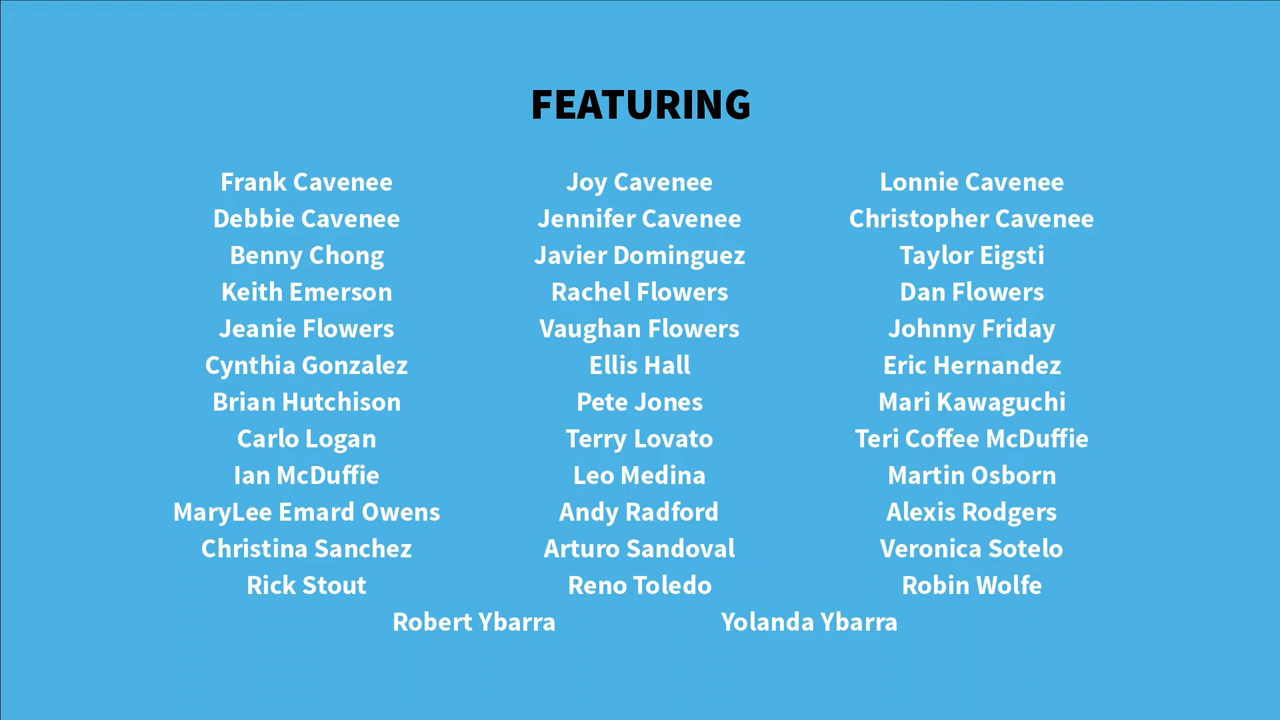 FEATURING
Frank Cavenee Joy Cavenee Lonnie Cavenee
Debbie Cavenee Jennifer Cavenee Christopher Cavenee
Benny Chong Javier Dominguez Taylor Eigsti
Keith Emerson Rachel Flowers Dan Flowers
Jeanie Flowers Vaughan Flowers Johnny Friday
Cynthia Gonzalez Ellis Hall Eric Hernandez
Brian Hutchison Pete Jones Mari Kawaguchi
Carlo Logan Terry Lovato Teri Coffee McDuffie
Ian McDuffie Leo Medina Martin Osborn
MaryLee Emard Owens Andy Radford Alexis Rodgers
Christina Sanchez Arturo Sandoval Veronica Sotelo
Rick Stout Reno Toledo Robin Wolfe
Robert Ybarra Yolanda Ybarra